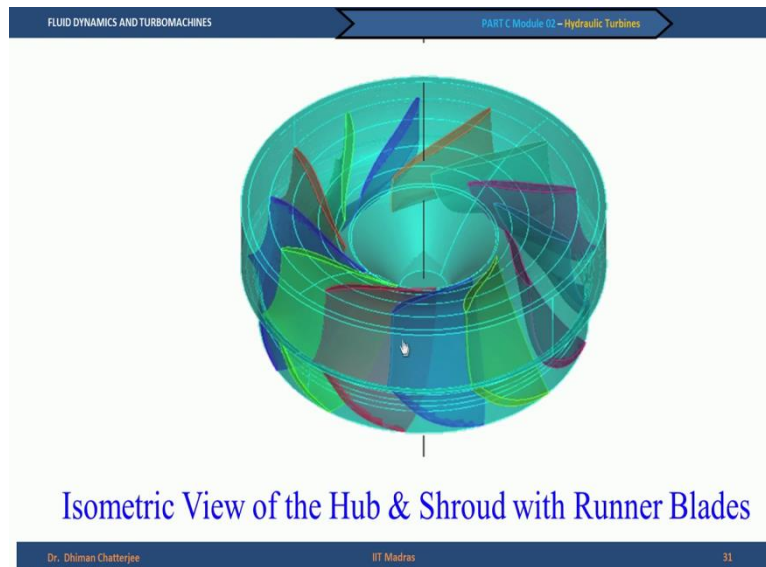 FLUID DYNAMICS AND TURBOMACHINES
PART C Module 02 – Hydraulic Turbines
Isometric View of the Hub & Shroud with Runner Blades
Dr. Dhiman Chatterjee
IIT Madras
31